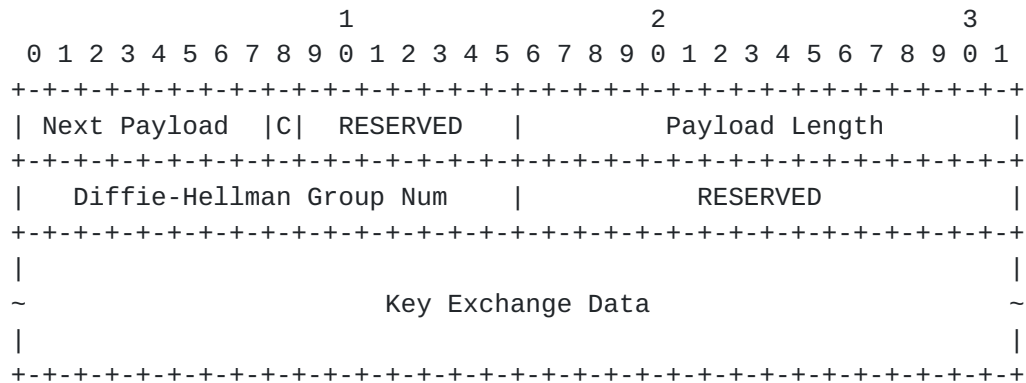 1                   2                   3
 0 1 2 3 4 5 6 7 8 9 0 1 2 3 4 5 6 7 8 9 0 1 2 3 4 5 6 7 8 9 0 1
+-+-+-+-+-+-+-+-+-+-+-+-+-+-+-+-+-+-+-+-+-+-+-+-+-+-+-+-+-+-+-+-+
| Next Payload  |C|  RESERVED   |         Payload Length        |
+-+-+-+-+-+-+-+-+-+-+-+-+-+-+-+-+-+-+-+-+-+-+-+-+-+-+-+-+-+-+-+-+
|   Diffie-Hellman Group Num    |           RESERVED            |
+-+-+-+-+-+-+-+-+-+-+-+-+-+-+-+-+-+-+-+-+-+-+-+-+-+-+-+-+-+-+-+-+
|                                                               |
~                       Key Exchange Data                       ~
|                                                               |
+-+-+-+-+-+-+-+-+-+-+-+-+-+-+-+-+-+-+-+-+-+-+-+-+-+-+-+-+-+-+-+-+